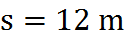 s = 12 m